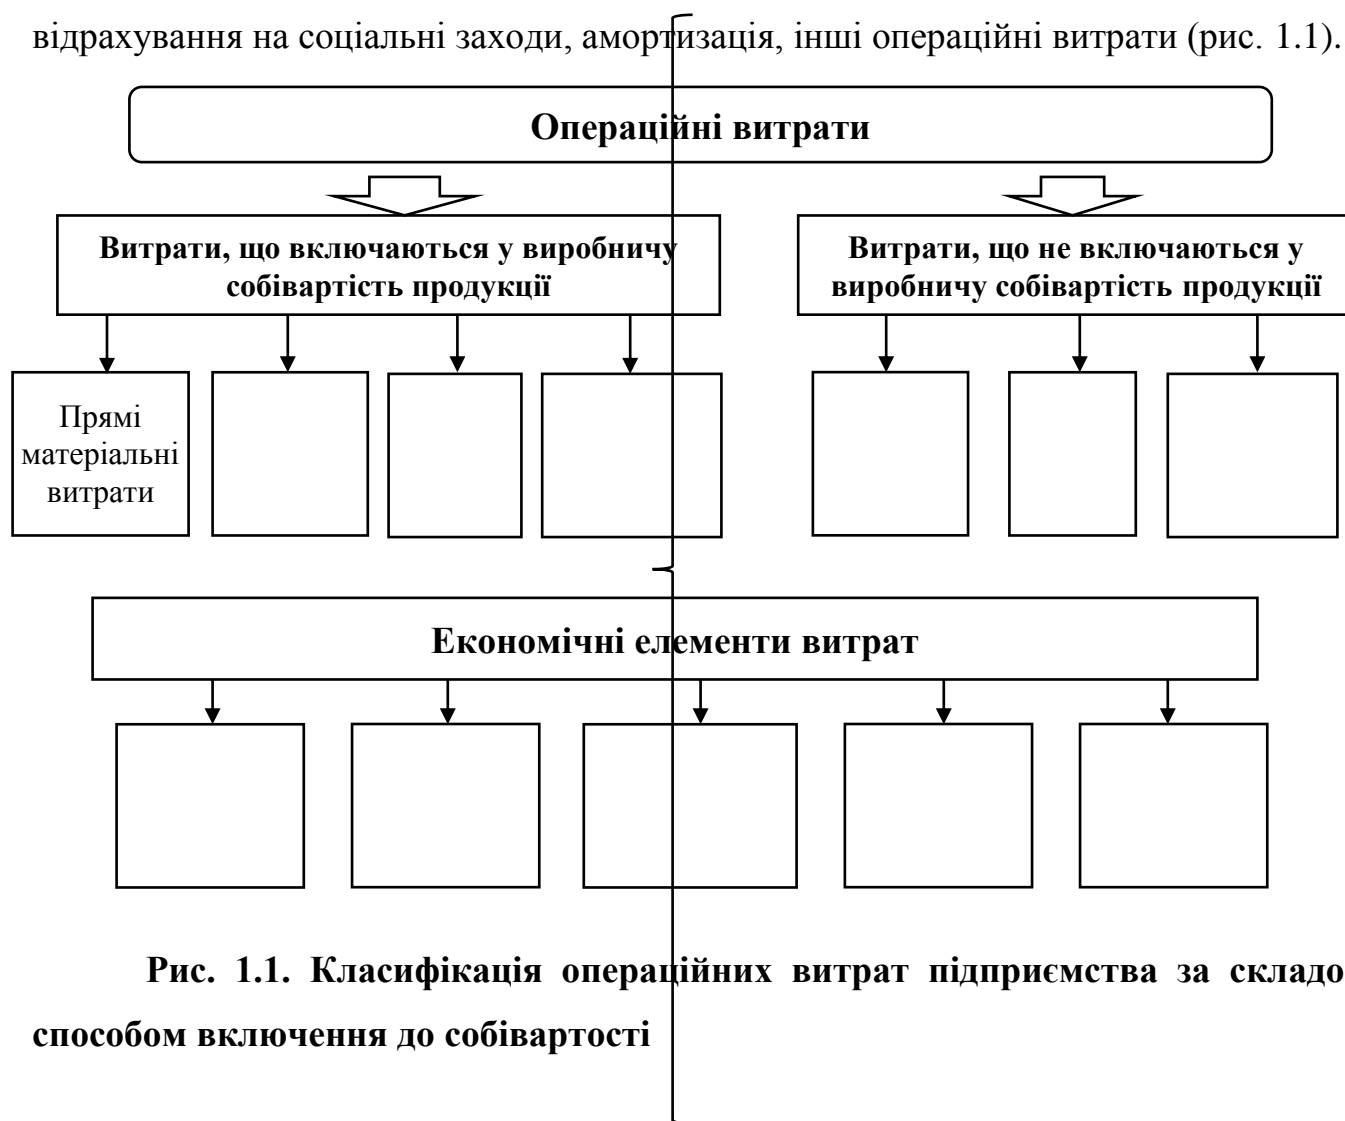 відрахування на соціальні заходи, амортизація, інші операційні витрати (рис. 1.1).
Операційні витрати
Витрати, що включаються у виробничу
собівартість продукції
Витрати, що не включаються у
виробничу собівартість продукції
Прямі
матеріальні
витрати
Економічні елементи витрат
Рис. 1.1. Класифікація операційних витрат підприємства за складо
способом включення до собівартості